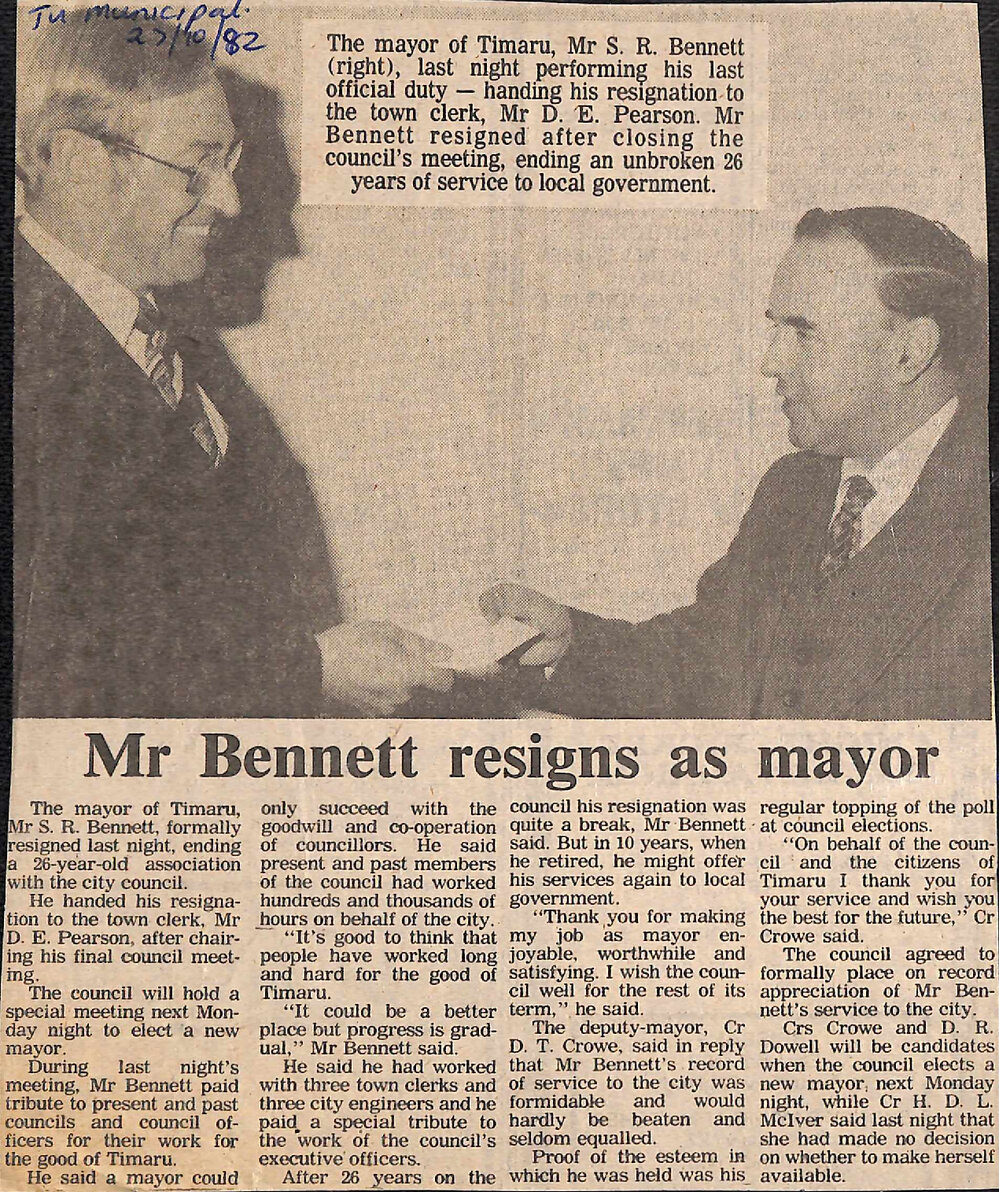 Tu municipal.
27/10/82
The mayor of Timaru, Mr S. R. Bennett
(right), last night performing his last
official duty — handing his resignation to
the town clerk, Mr D. E. Pearson. Mr
Bennett resigned after closing the
council's meeting, ending an unbroken 26
years of service to local government.
Mr Bennett resigns as mayor
The mayor of Timaru,
Mr S. R. Bennett, formally
resigned last night, ending
a 26-year-old association
with the city council.
He handed his resigna-
tion to the town clerk, Mr
D. E. Pearson, after chair-
ing his final council meet-
ing.
The council will hold a
special meeting next Mon-
day night to elect a new
mayor.
During last night's
meeting, Mr Bennett paid
tribute to present and past
councils and council of-
ficers for their work for
the good of Timaru.
He said a mayor could
only succeed with the
goodwill and co-operation
of councillors. He said
present and past members
of the council had worked
hundreds and thousands of
hours on behalf of the city.
"It's good to think that
people have worked long
and hard for the good of
Timaru.
"It could be a better
place but progress is grad-
ual," Mr Bennett said.
He said he had worked
with three town clerks and
three city engineers and he
paid a special tribute to
the work of the council's
executive officers.
After 26 years on the
council his resignation was
quite a break, Mr Bennett
said. But in 10 years, when
he retired, he might offer
his services again to local
government.
"Thank you for making
my job as mayor en-
joyable, worthwhile and
satisfying. I wish the coun-
cil well for the rest of its
term," he said.
The deputy-mayor, Cr
D. T. Crowe, said in reply
that Mr Bennett's record
of service to the city was
formidable and would
hardly be beaten and
seldom equalled.
Proof of the esteem in
which he was held was his
regular topping of the poll
at council elections.
"On behalf of the coun-
cil and the citizens of
Timaru I thank you for
your service and wish you
the best for the future," Cr
Crowe said.
The council agreed to
formally place on record
appreciation of Mr Ben-
nett's service to the city.
Crs Crowe and D. R.
Dowell will be candidates
when the council elects a
new mayor, next Monday
night, while Cr H. D. L.
McIver said last night that
she had made no decision
on whether to make herself
available.